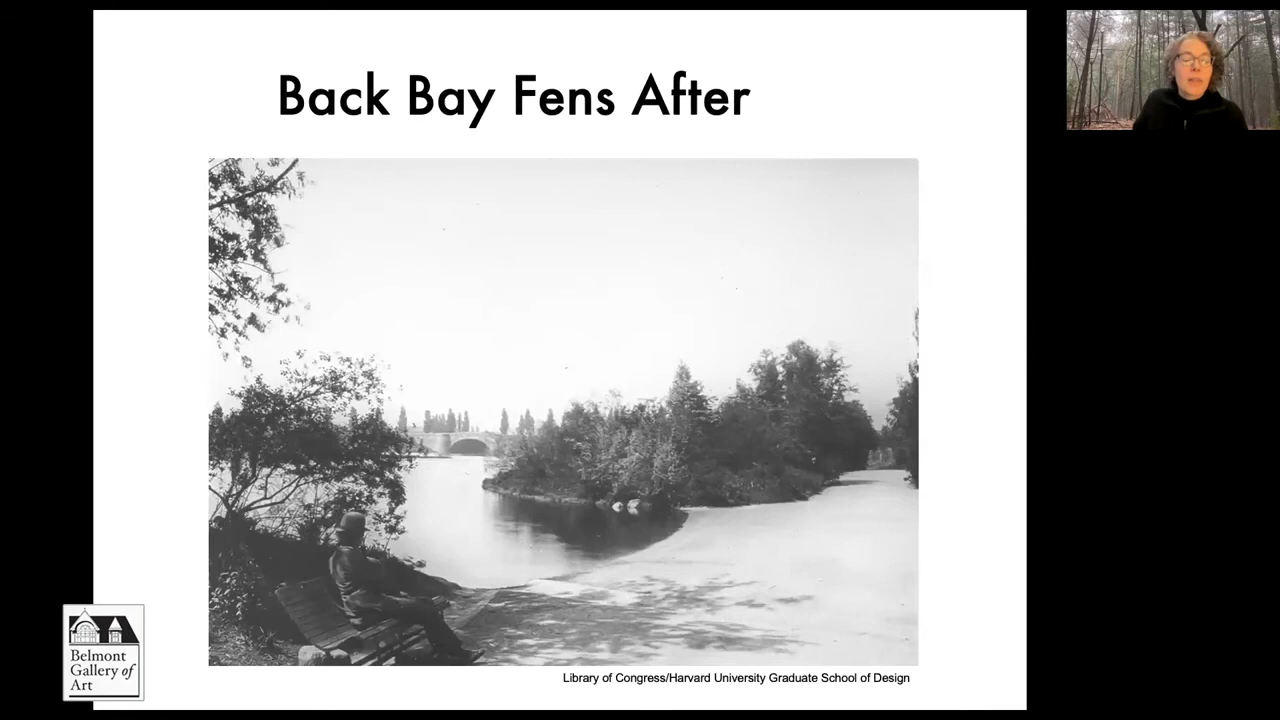 Back Bay Fens After
Library of Congress/Harvard University Graduate School of Design
Belmont
Gallery of
Art